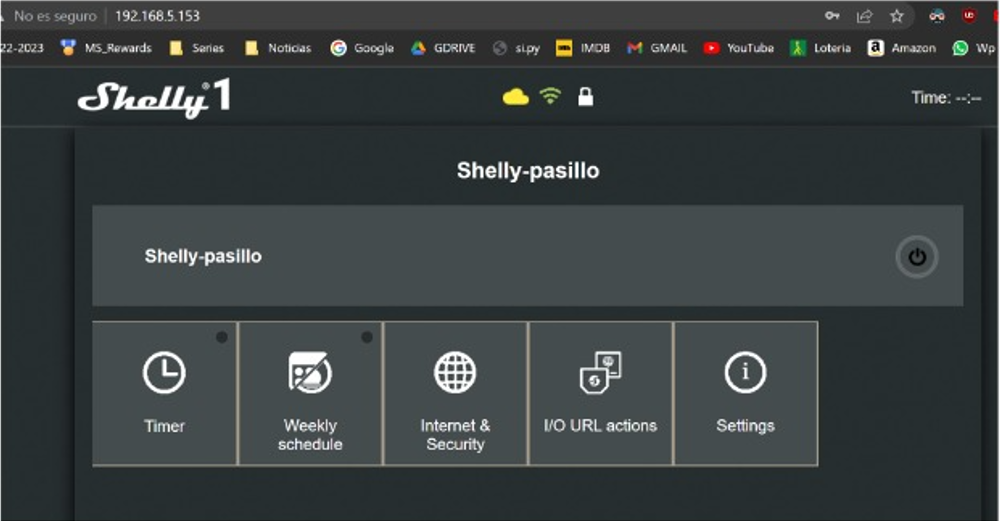 No es seguro 192.168.5.153
22-2023 MS_Rewards Series Noticias Google GDRIVE si.py IMDB GMAIL YouTube Loteria Amazon Wp
Shelly®1 Time: --:--
Shelly-pasillo
Shelly-pasillo
Timer
Weekly
schedule
Internet &
Security
I/O URL actions
Settings